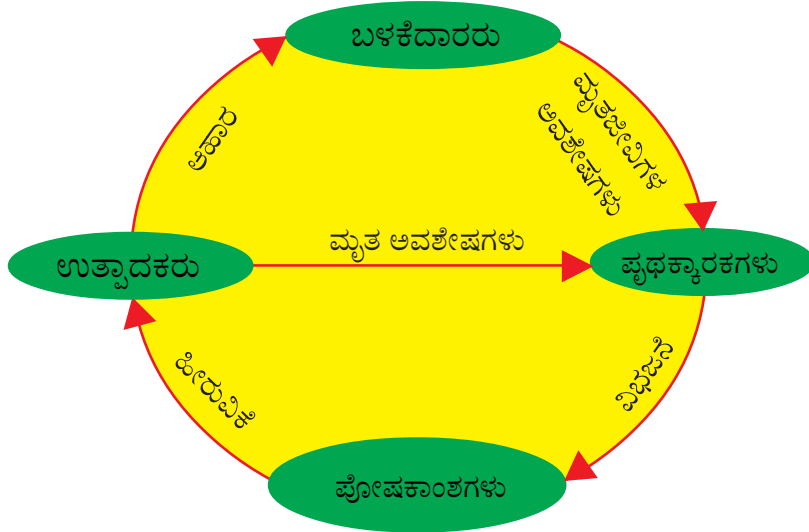 ಬಳಕೆದಾರರು
ಆಹಾರ
ಮೃತಜೀವಿಗಳ
ಅವಶೇಷಗಳು
ಉತ್ಪಾದಕರು
ಮೃತ ಅವಶೇಷಗಳು
ಪೃಥಕ್ಕಾರಕಗಳು
ಹೀರುವಿಕೆ
ವಿಭಜನೆ
ಪೋಷಕಾಂಶಗಳು